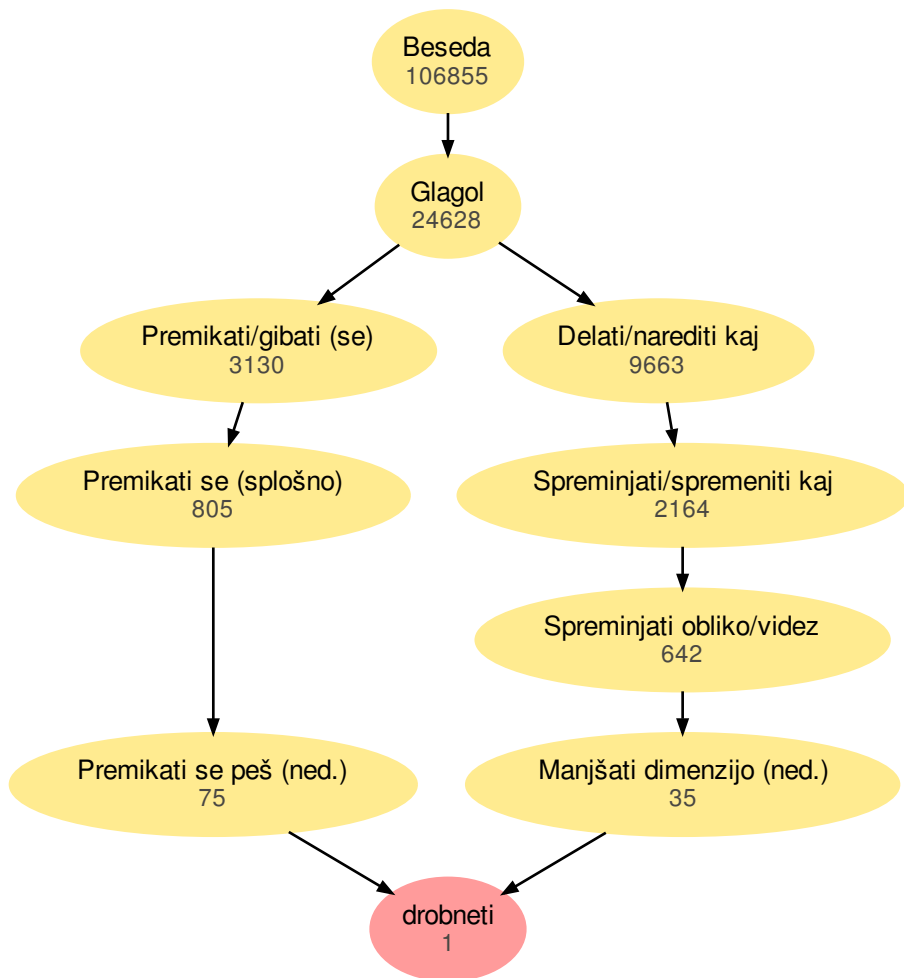 Beseda
106855
Glagol
24628
Premikati/gibati (se)
3130
Delati/narediti kaj
9663
Premikati se (splošno)
805
Spreminjati/spremeniti kaj
2164
Spreminjati obliko/videz
642
Premikati se peš (ned.)
75
Manjšati dimenzijo (ned.)
35
drobneti
1